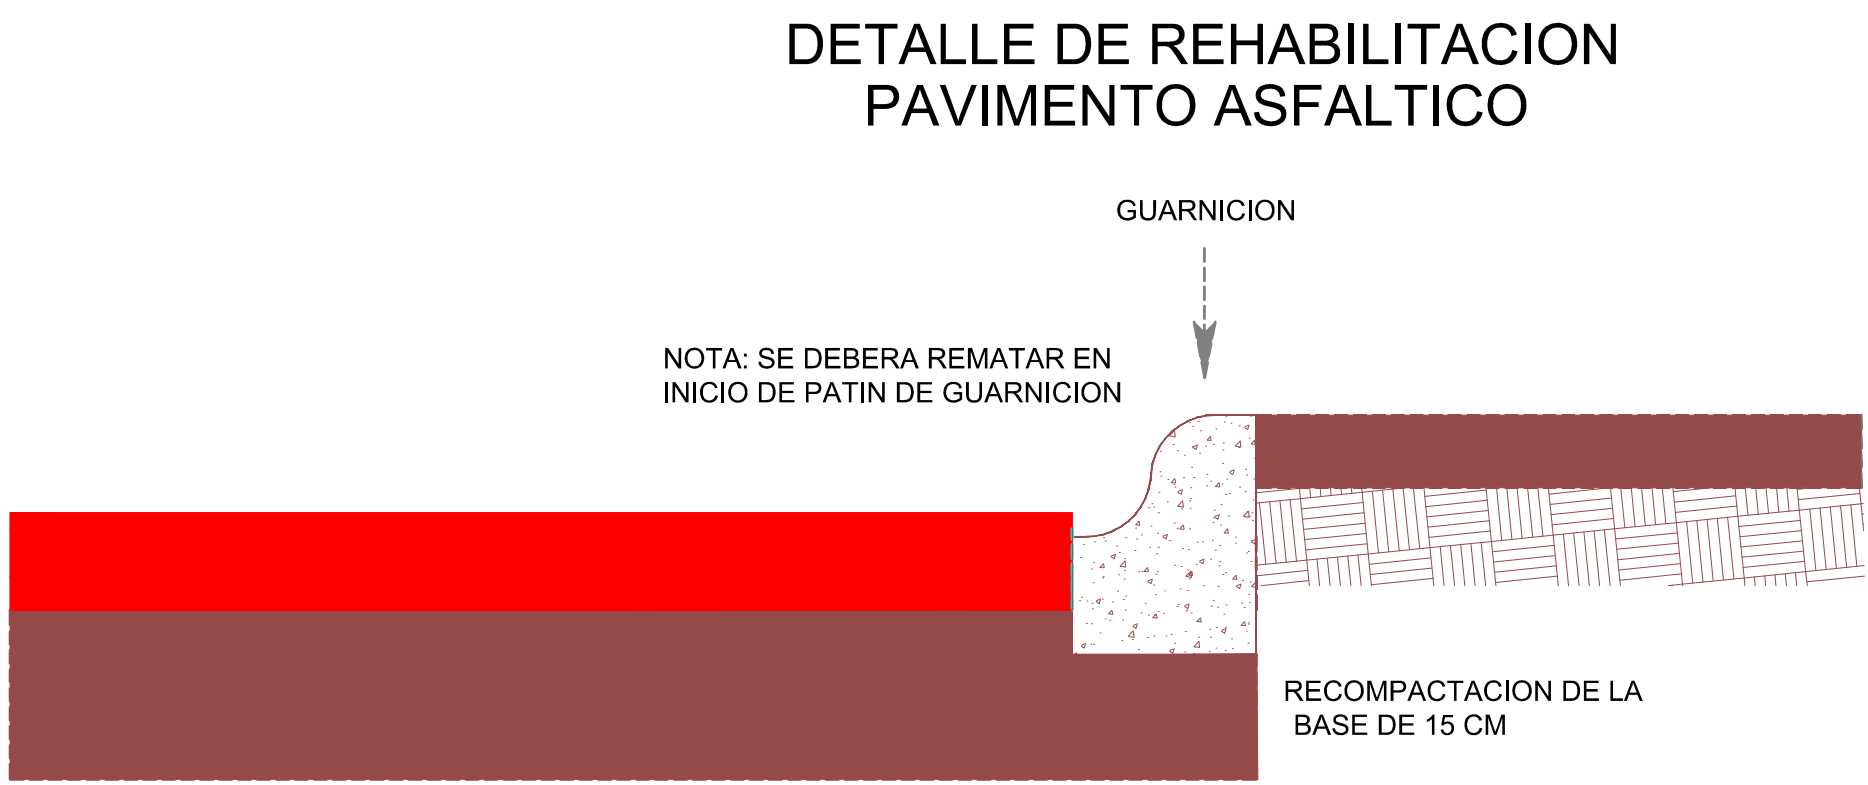 DETALLE DE REHABILITACION
PAVIMENTO ASFALTICO
GUARNICION
NOTA: SE DEBERA REMATAR EN
INICIO DE PATIN DE GUARNICION
RECOMPACTACION DE LA
BASE DE 15 CM